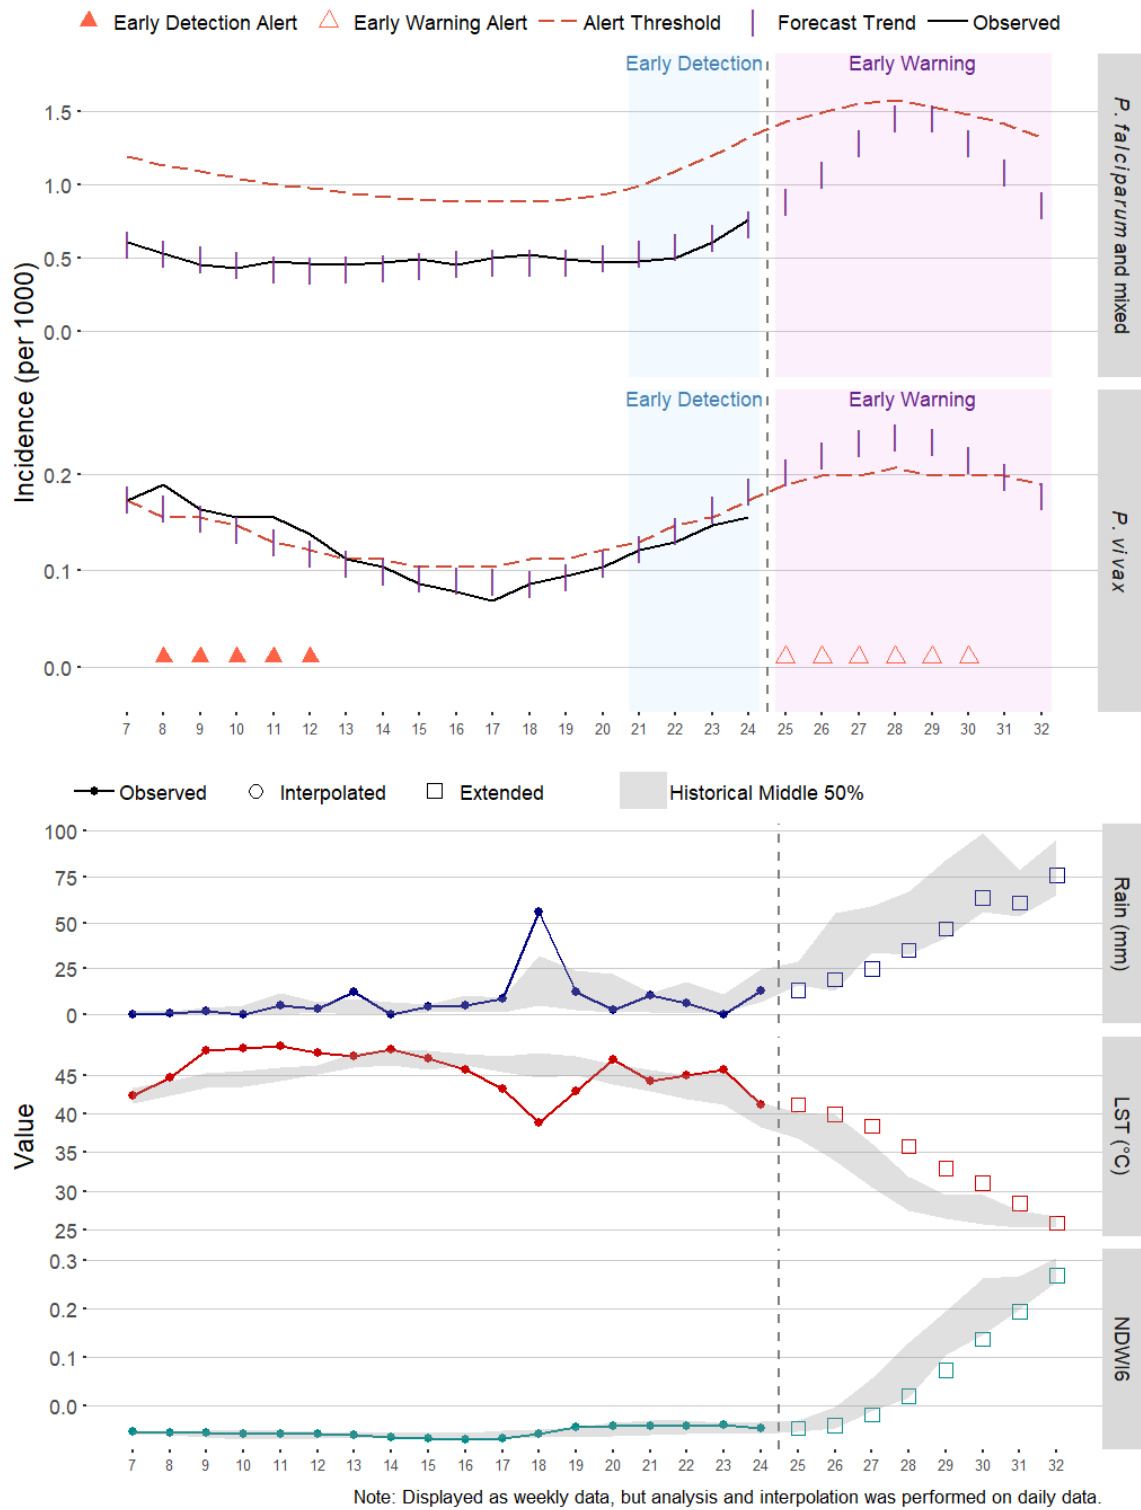 Early Detection Alert Early Warning Alert Alert Threshold Forecast Trend Observed
Incidence (per 1000)
Early Detection Early Warning
1.5
1.0
0.5
0.0
P. falciparum and mixed
Early Detection Early Warning
0.2
0.1
0.0
P. vivax
7 8 9 10 11 12 13 14 15 16 17 18 19 20 21 22 23 24 25 26 27 28 29 30 31 32
Observed Interpolated Extended Historical Middle 50%
Value
100
75
50
25
0
Rain (mm)
45
40
35
30
25
LST (°C)
0.3
0.2
0.1
0.0
NDWI6
7 8 9 10 11 12 13 14 15 16 17 18 19 20 21 22 23 24 25 26 27 28 29 30 31 32
Note: Displayed as weekly data, but analysis and interpolation was performed on daily data.